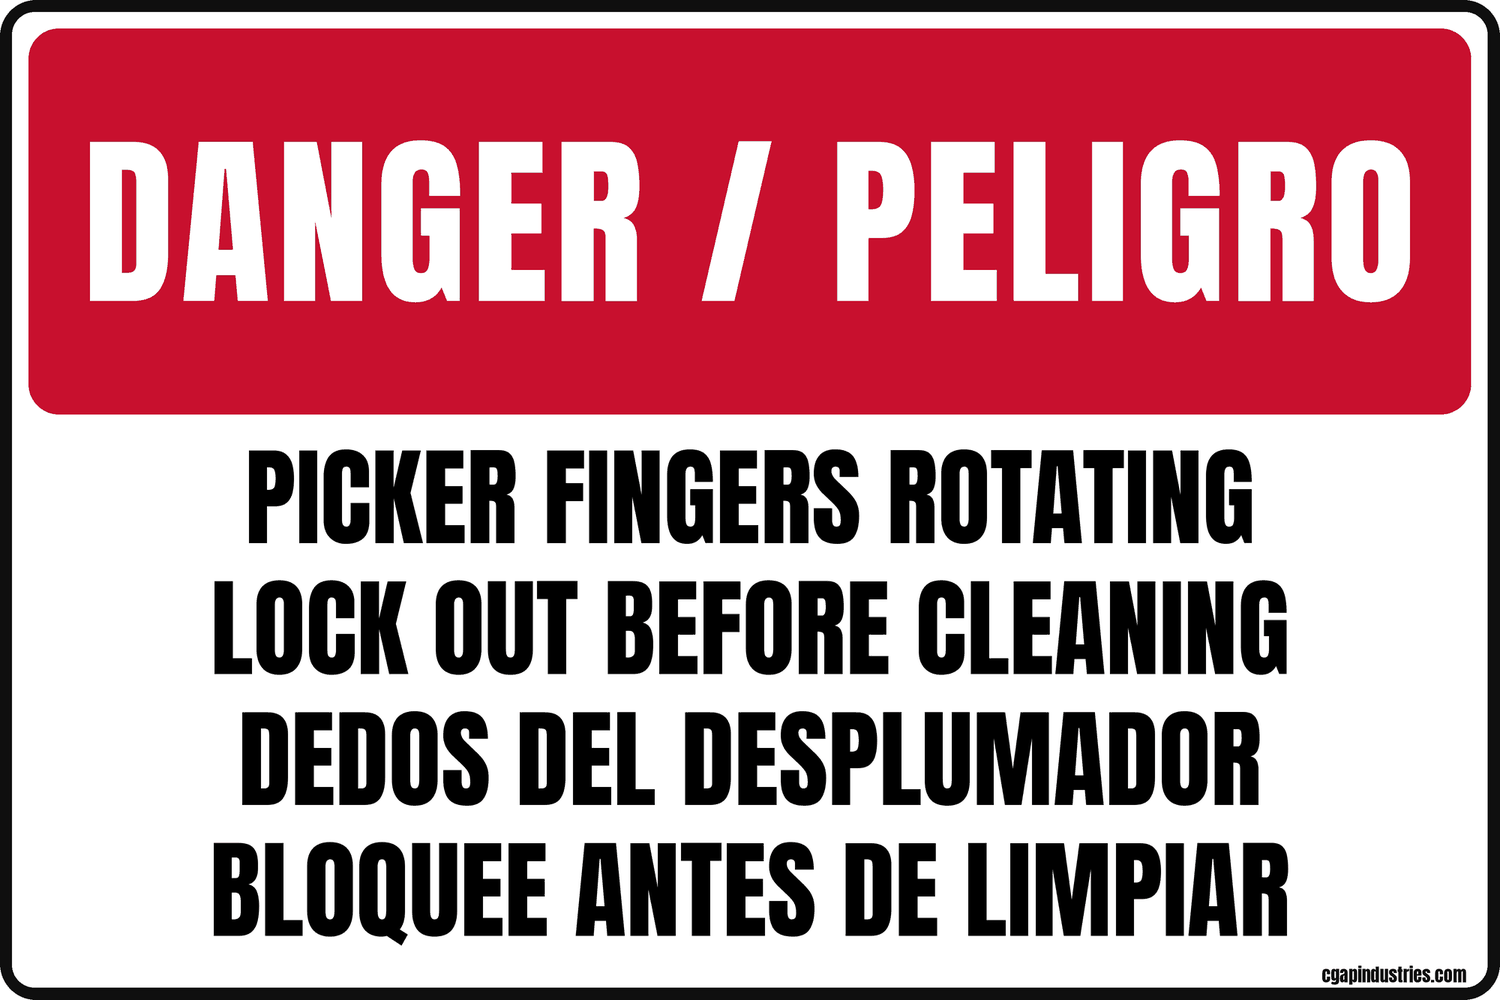 DANGER / PELIGRO
PICKER FINGERS ROTATING
LOCK OUT BEFORE CLEANING
DEDOS DEL DESPLUMADOR
BLOQUEE ANTES DE LIMPIAR
cgapindustries.com